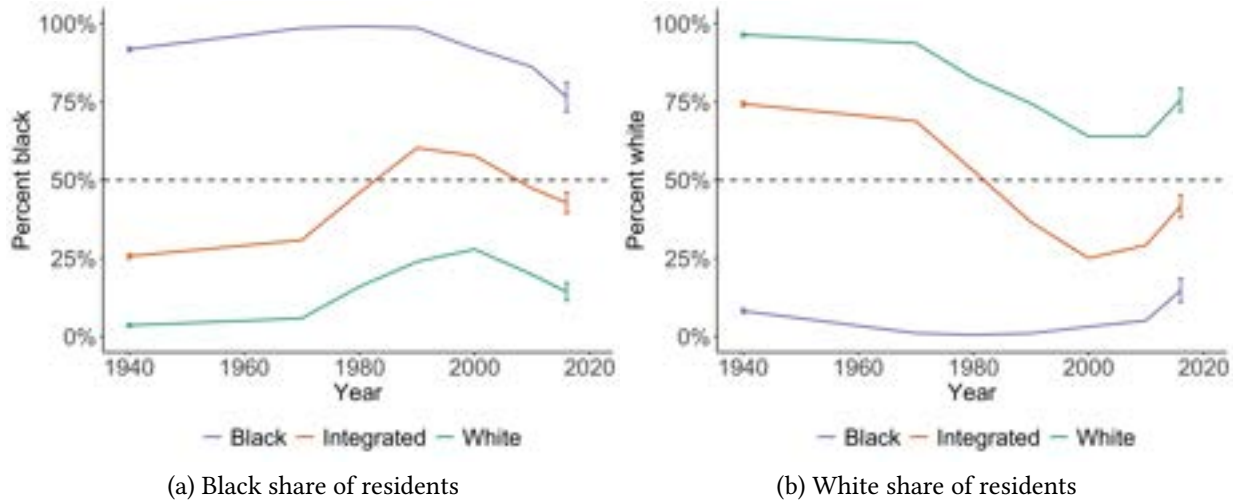 100%
75%
50%
25%
0%
Percent black
1940 1960 1980 2000 2020
Year
Black Integrated White
(a) Black share of residents
100%
75%
50%
25%
0%
Percent white
1940 1960 1980 2000 2020
Year
Black Integrated White
(b) White share of residents